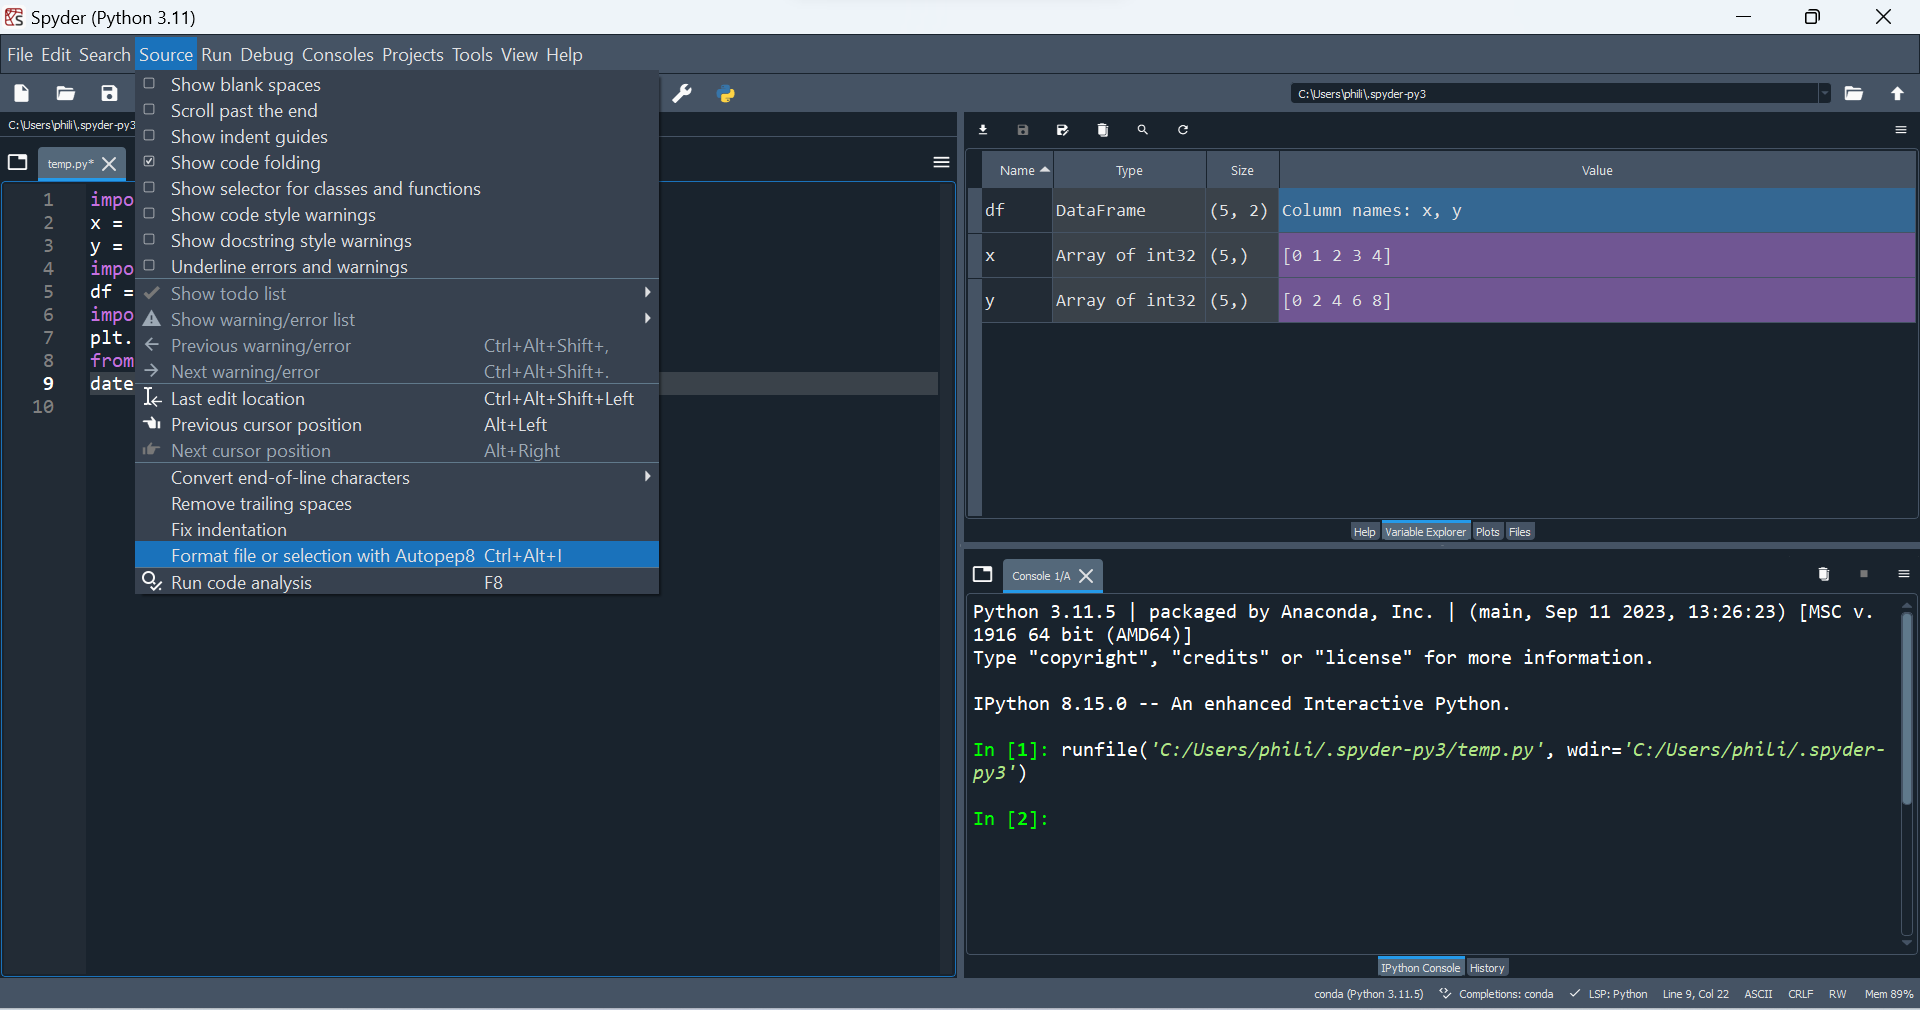 Spyder (Python 3.11)
File Edit Search Source Run Debug Consoles Projects Tools View Help
C:\Users\phili\.spyder-py3
C:\Users\phili\.spyder-py3
temp.py*
1 impo
2 x =
3 y =
4 impo
5 df =
6 impo
7 plt.
8 from
9 date
10
Show blank spaces
Scroll past the end
Show indent guides
Show code folding
Show selector for classes and functions
Show code style warnings
Show docstring style warnings
Underline errors and warnings
Show todo list
Show warning/error list
Previous warning/error Ctrl+Alt+Shift+,
Next warning/error Ctrl+Alt+Shift+.
Last edit location Ctrl+Alt+Shift+Left
Previous cursor position Alt+Left
Next cursor position Alt+Right
Convert end-of-line characters
Remove trailing spaces
Fix indentation
Format file or selection with Autopep8 Ctrl+Alt+I
Run code analysis F8
Name Type Size Value
df DataFrame (5, 2) Column names: x, y
x Array of int32 (5,) [0 1 2 3 4]
y Array of int32 (5,) [0 2 4 6 8]
Help Variable Explorer Plots Files
Console 1/A
Python 3.11.5 | packaged by Anaconda, Inc. | (main, Sep 11 2023, 13:26:23) [MSC v.
1916 64 bit (AMD64)]
Type "copyright", "credits" or "license" for more information.
IPython 8.15.0 -- An enhanced Interactive Python.
In [1]: runfile('C:/Users/phili/.spyder-py3/temp.py', wdir='C:/Users/phili/.spyder-
py3')
In [2]:
IPython Console History
conda (Python 3.11.5) Completions: conda LSP: Python Line 9, Col 22 ASCII CRLF RW Mem 89%